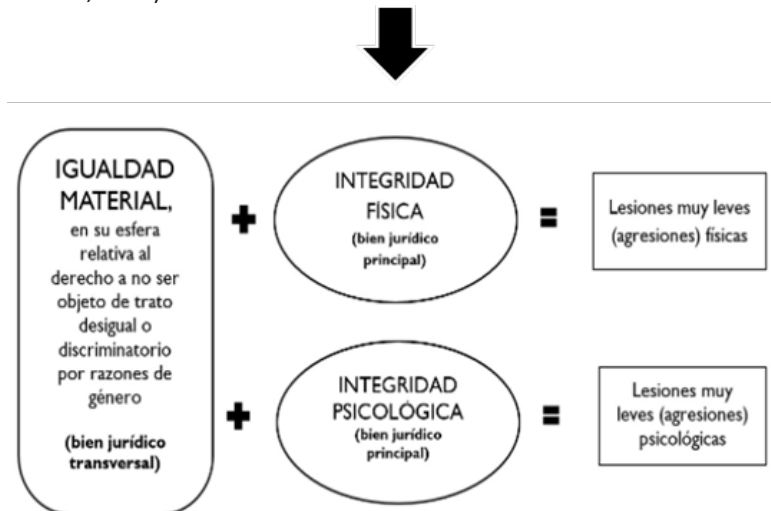 IGUALDAD
MATERIAL,
en su esfera
relativa al
derecho a no ser
objeto de trato
desigual o
discriminatorio
por razones de
género
(bien jurídico
transversal)
INTEGRIDAD
FÍSICA
(bien jurídico
principal)
=
Lesiones muy leves
(agresiones) físicas
+
+
INTEGRIDAD
PSICOLÓGICA
(bien jurídico
principal)
=
Lesiones muy
leves (agresiones)
psicológicas